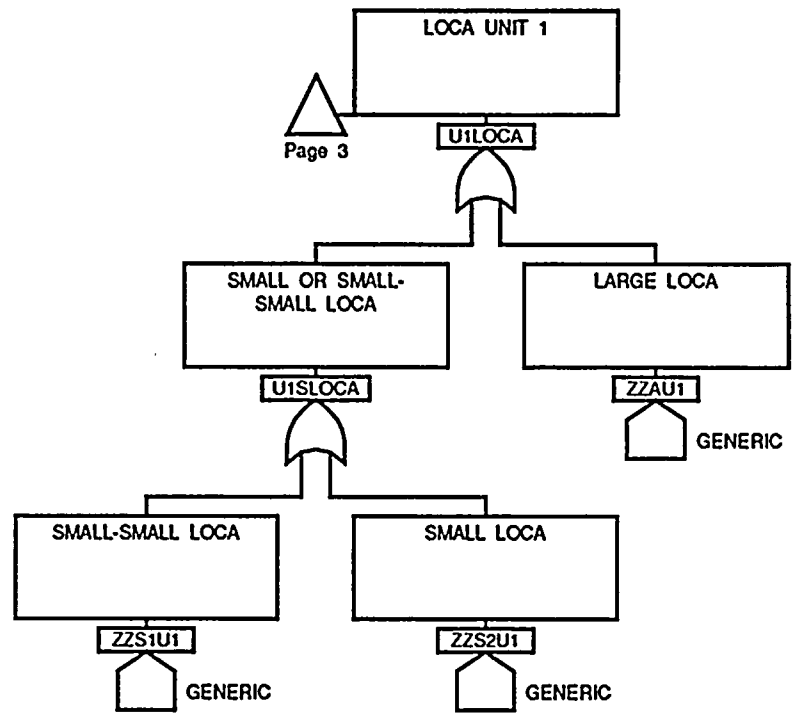 LOCA UNIT 1
Page 3
U1LOCA
SMALL OR SMALL-
SMALL LOCA
LARGE LOCA
U1SLOCA
ZZAU1
GENERIC
SMALL-SMALL LOCA
SMALL LOCA
ZZS1U1
ZZS2U1
GENERIC
GENERIC